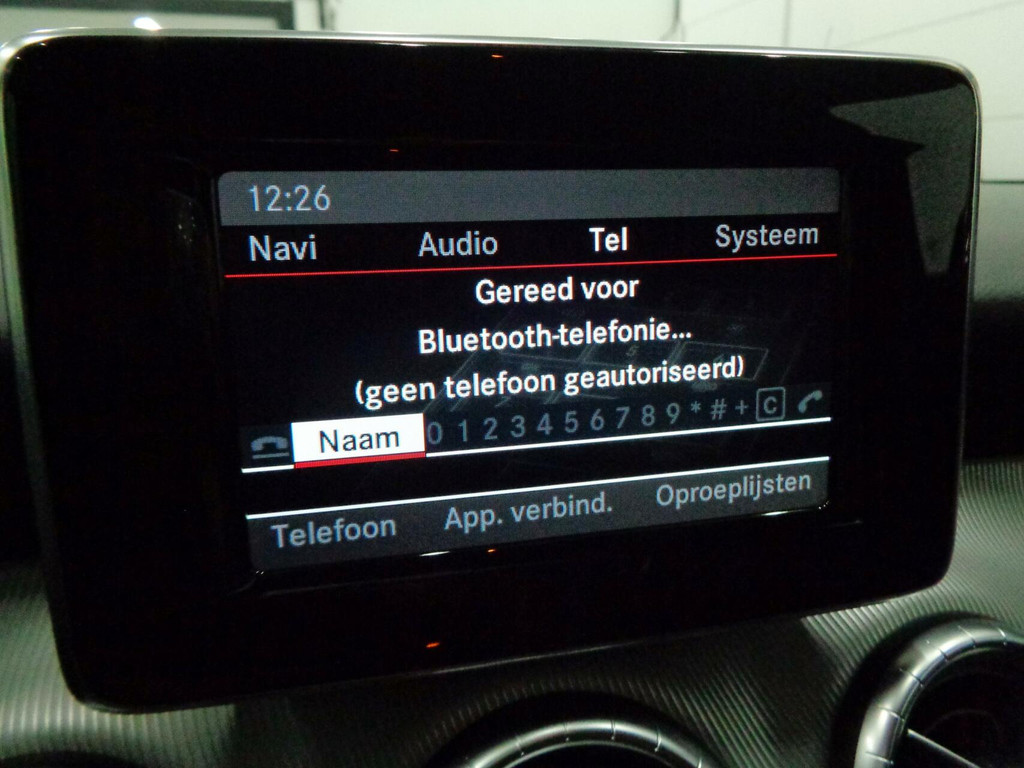 12:26
Navi Audio Tel Systeem
Gereed voor
Bluetooth-telefonie...
(geen telefoon geautoriseerd)
Naam 0 1 2 3 4 5 6 7 8 9 * # + C
Telefoon App. verbind. Oproeplijsten